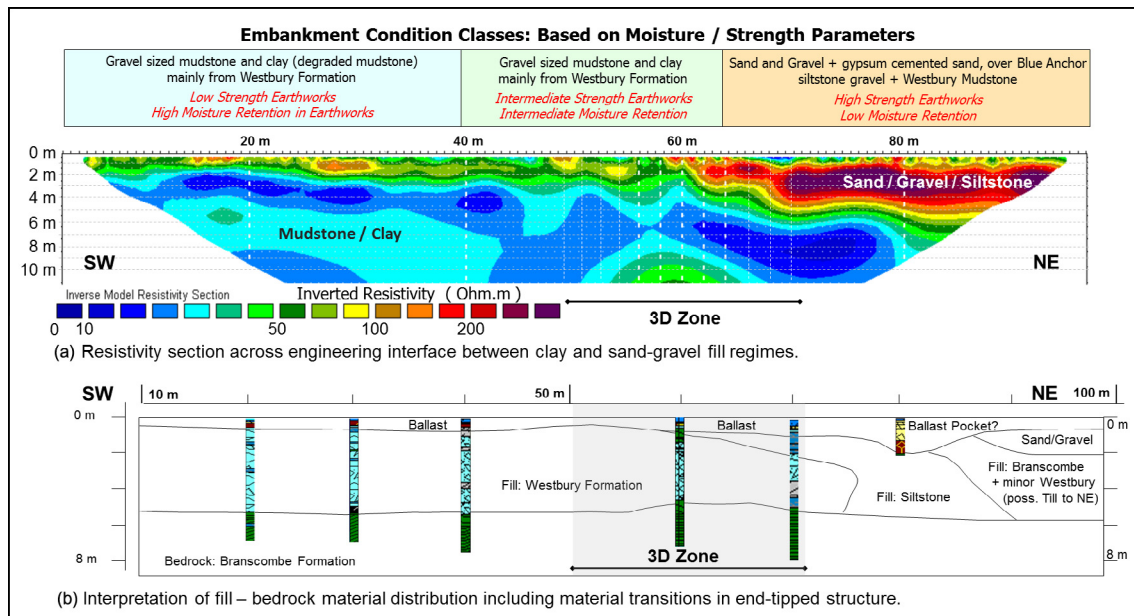 Embankment Condition Classes: Based on Moisture / Strength Parameters
Gravel sized mudstone and clay (degraded mudstone)
mainly from Westbury Formation
Low Strength Earthworks
High Moisture Retention in Earthworks
Gravel sized mudstone and clay
mainly from Westbury Formation
Intermediate Strength Earthworks
Intermediate Moisture Retention
Sand and Gravel + gypsum cemented sand, over Blue Anchor
siltstone gravel + Westbury Mudstone
High Strength Earthworks
Low Moisture Retention
20 m 40 m 60 m 80 m
0 m
2 m
4 m
6 m
8 m
10 m
Sand / Gravel / Siltstone
Mudstone / Clay
SW
NE
Inverse Model Resistivity Section
Inverted Resistivity ( Ohm.m )
0 10 50 100 200
3D Zone
(a) Resistivity section across engineering interface between clay and sand-gravel fill regimes.
SW NE
10 m 50 m 100 m
0 m 0 m
Ballast Ballast Ballast Pocket?
Sand/Gravel
Fill: Westbury Formation
Fill: Siltstone
Fill: Branscombe
+ minor Westbury
(poss. Till to NE)
8 m 8 m
Bedrock: Branscombe Formation
3D Zone
(b) Interpretation of fill – bedrock material distribution including material transitions in end-tipped structure.